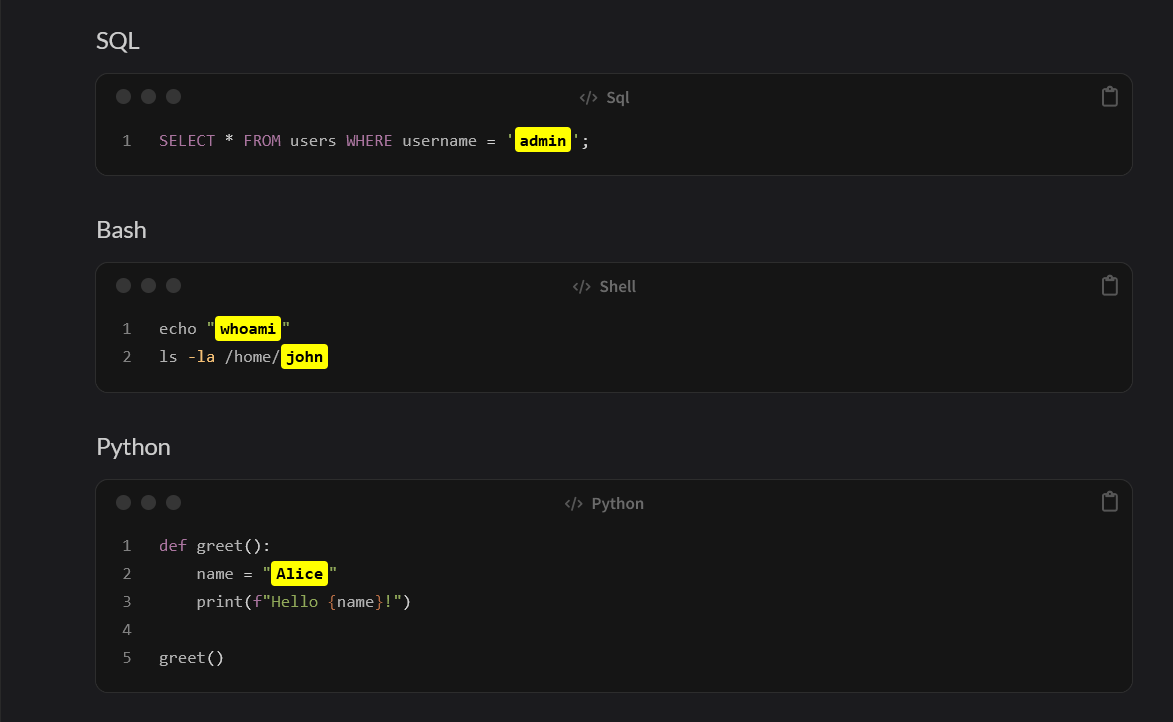 SQL
</> Sql
1 SELECT * FROM users WHERE username = 'admin';
Bash
</> Shell
1 echo "whoami"
2 ls -la /home/john
Python
</> Python
1 def greet():
2     name = "Alice"
3     print(f"Hello {name}!")
4
5 greet()